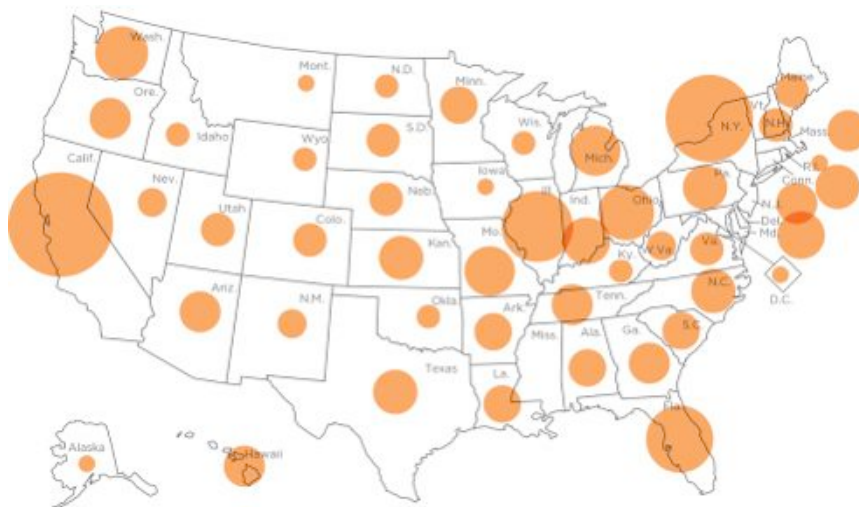 Wash.
Mont.
N.D.
Minn.
Maine
Ore.
Idaho
Wis.
Vt.
N.Y.
N.H.
Mass.
S.D.
Wyo
Mich.
R.I.
Conn.
Calif.
Nev.
Iowa
Neb.
Ill.
Ind.
Ohio
Pa.
N.J.
Utah
Colo.
Kan.
Mo.
Ky.
W.Va.
Va.
Del.
Md.
D.C.
Ariz.
N.M.
Okla.
Ark.
Tenn.
N.C.
S.C.
Texas
La.
Miss.
Ala.
Ga.
Fla.
Alaska
Hawaii